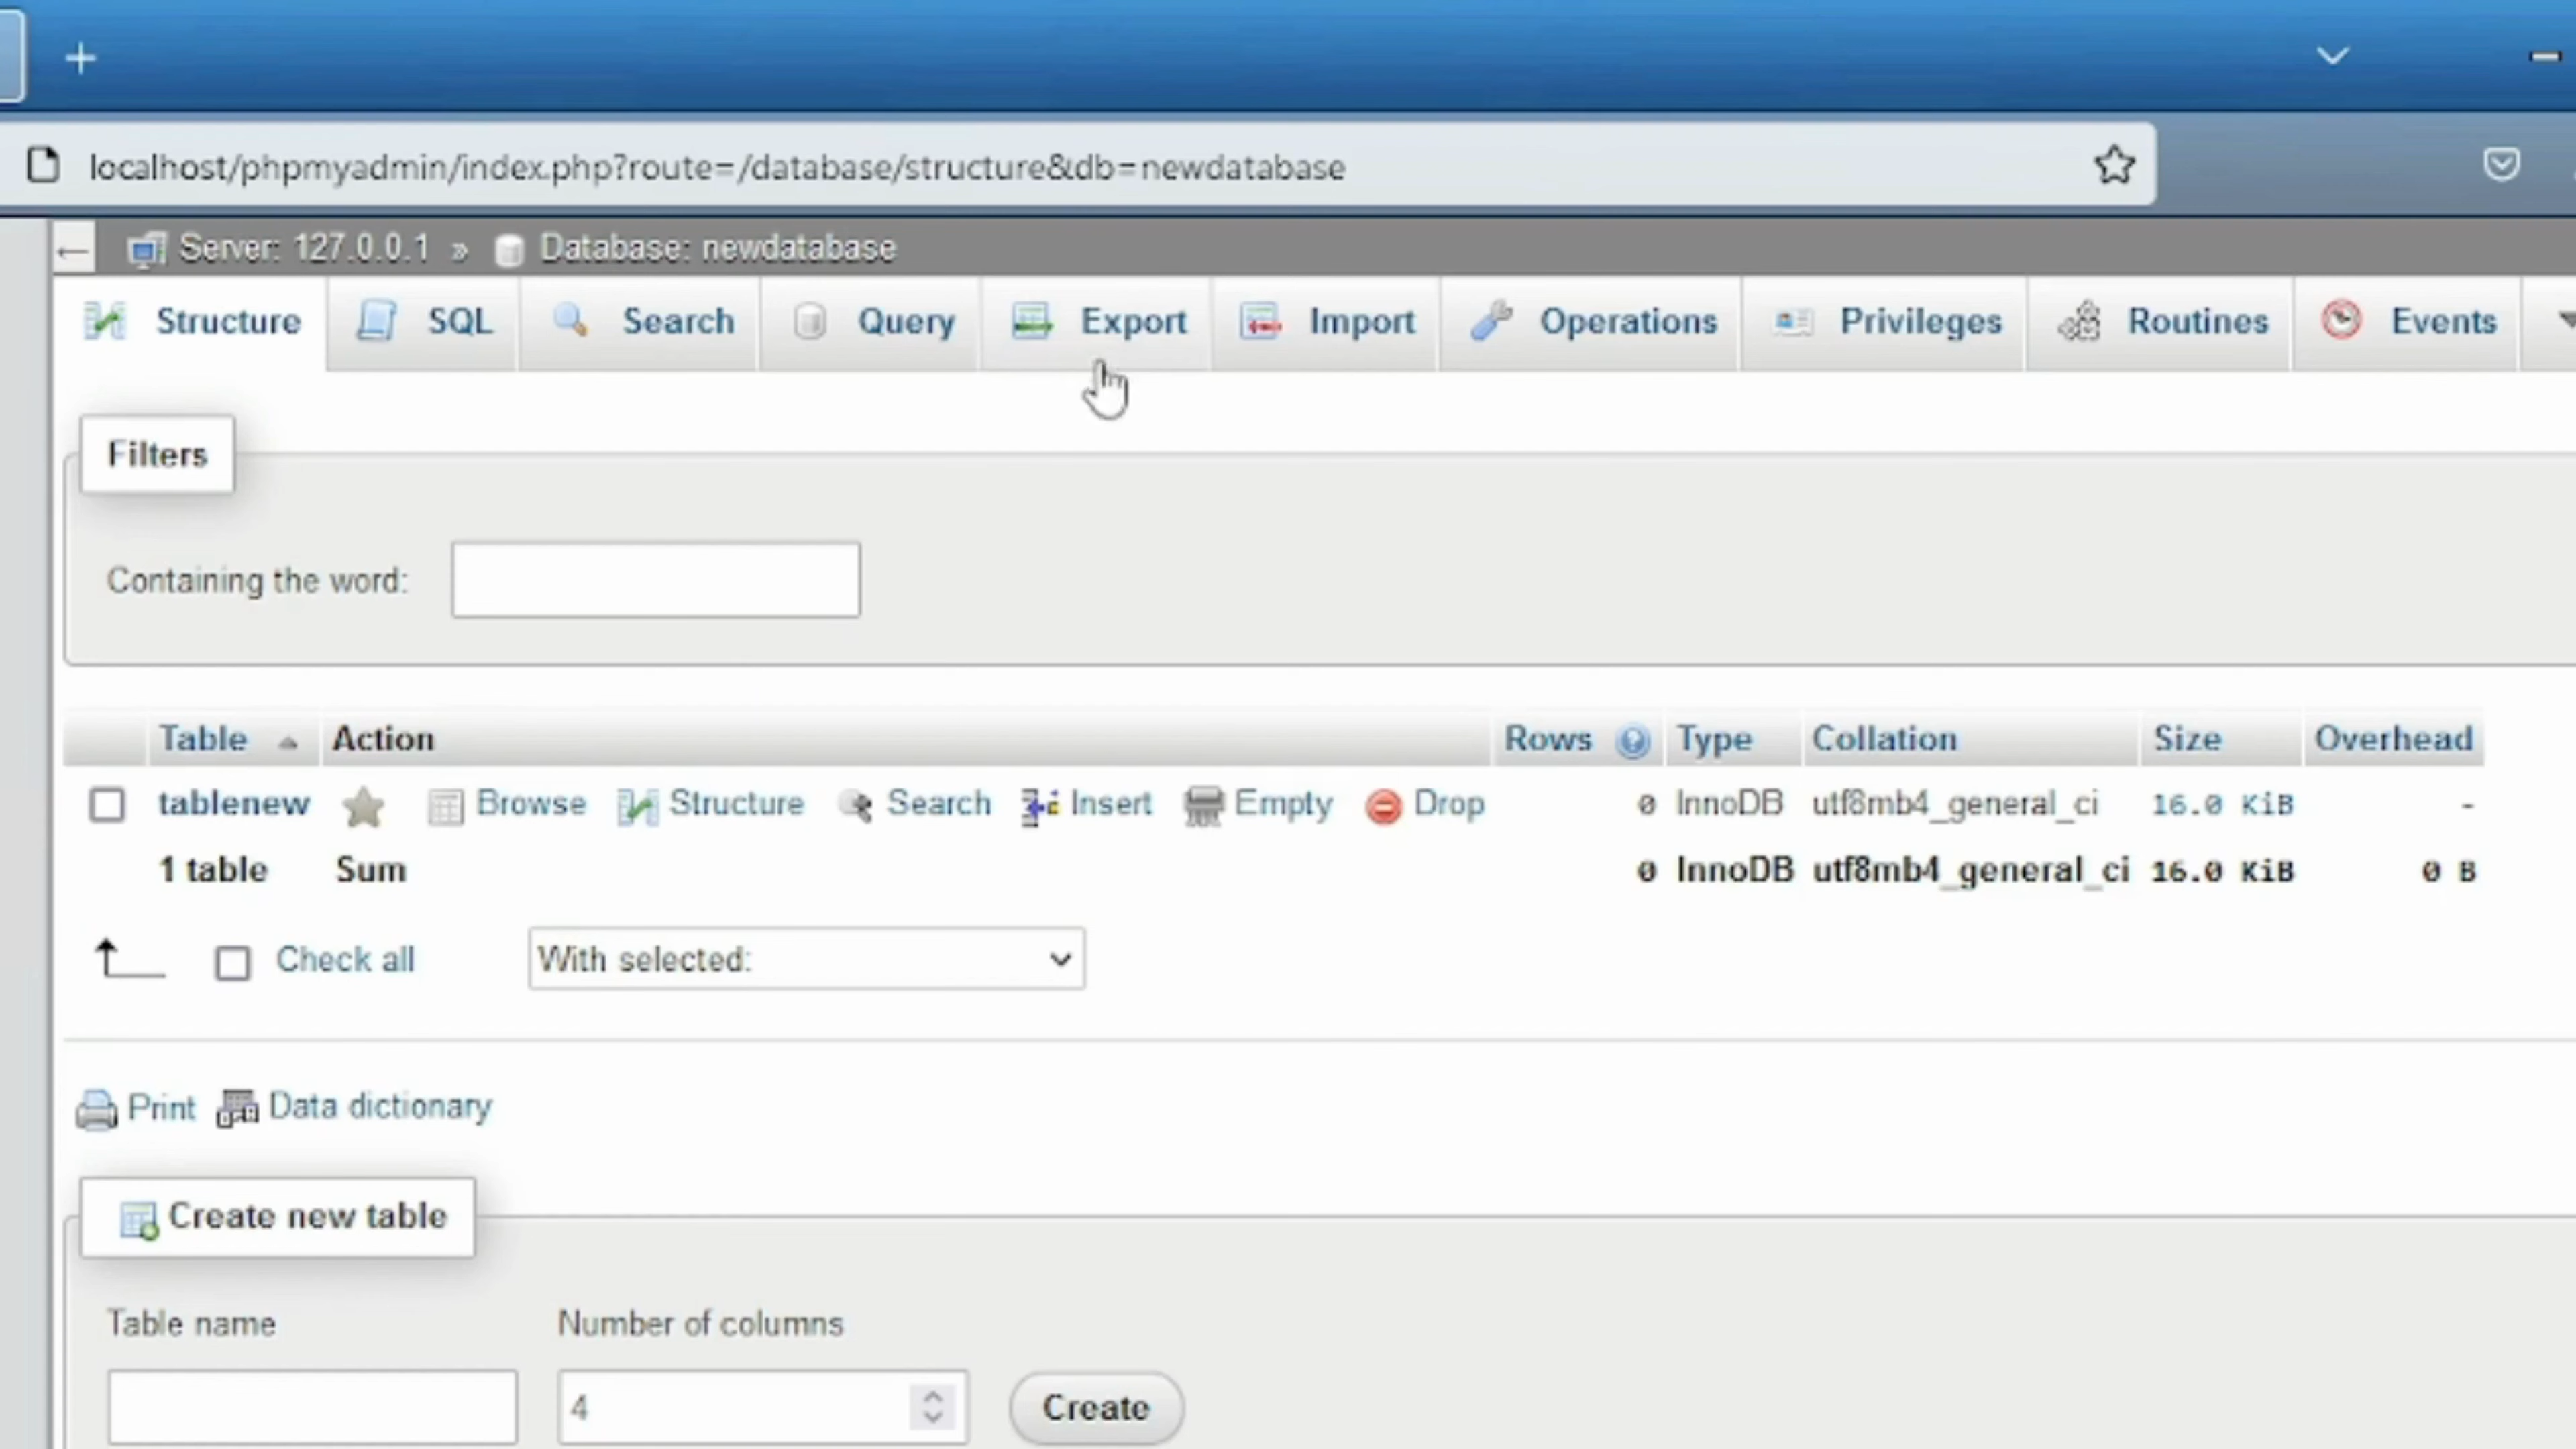 localhost/phpmyadmin/index.php?route=/database/structure&db=newdatabase
Server: 127.0.0.1 » Database: newdatabase
Structure SQL Search Query Export Import Operations Privileges Routines Events
Filters
Containing the word:
Table Action Rows Type Collation Size Overhead
tablenew Browse Structure Search Insert Empty Drop 0 InnoDB utf8mb4_general_ci 16.0 KiB -
1 table Sum 0 InnoDB utf8mb4_general_ci 16.0 KiB 0 B
Check all With selected:
Print Data dictionary
Create new table
Table name Number of columns
4 Create